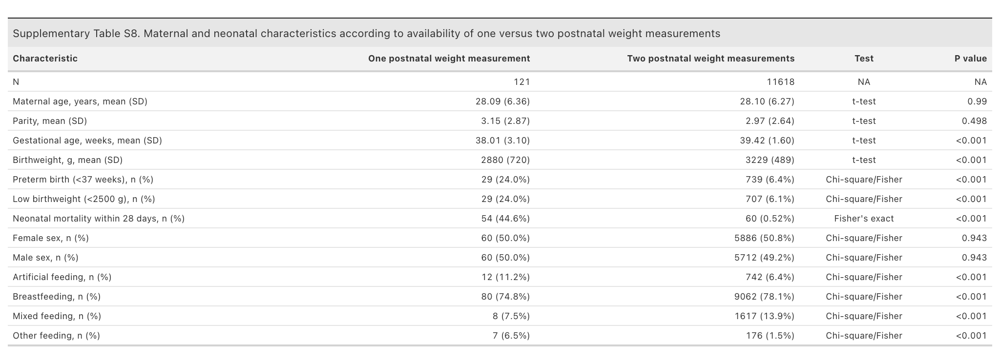 Supplementary Table S8. Maternal and neonatal characteristics according to availability of one versus two postnatal weight measurements
Characteristic One postnatal weight measurement Two postnatal weight measurements Test P value
N 121 11618 NA NA
Maternal age, years, mean (SD) 28.09 (6.36) 28.10 (6.27) t-test 0.99
Parity, mean (SD) 3.15 (2.87) 2.97 (2.64) t-test 0.498
Gestational age, weeks, mean (SD) 38.01 (3.10) 39.42 (1.60) t-test <0.001
Birthweight, g, mean (SD) 2880 (720) 3229 (489) t-test <0.001
Preterm birth (<37 weeks), n (%) 29 (24.0%) 739 (6.4%) Chi-square/Fisher <0.001
Low birthweight (<2500 g), n (%) 29 (24.0%) 707 (6.1%) Chi-square/Fisher <0.001
Neonatal mortality within 28 days, n (%) 54 (44.6%) 60 (0.52%) Fisher's exact <0.001
Female sex, n (%) 60 (50.0%) 5886 (50.8%) Chi-square/Fisher 0.943
Male sex, n (%) 60 (50.0%) 5712 (49.2%) Chi-square/Fisher 0.943
Artificial feeding, n (%) 12 (11.2%) 742 (6.4%) Chi-square/Fisher <0.001
Breastfeeding, n (%) 80 (74.8%) 9062 (78.1%) Chi-square/Fisher <0.001
Mixed feeding, n (%) 8 (7.5%) 1617 (13.9%) Chi-square/Fisher <0.001
Other feeding, n (%) 7 (6.5%) 176 (1.5%) Chi-square/Fisher <0.001